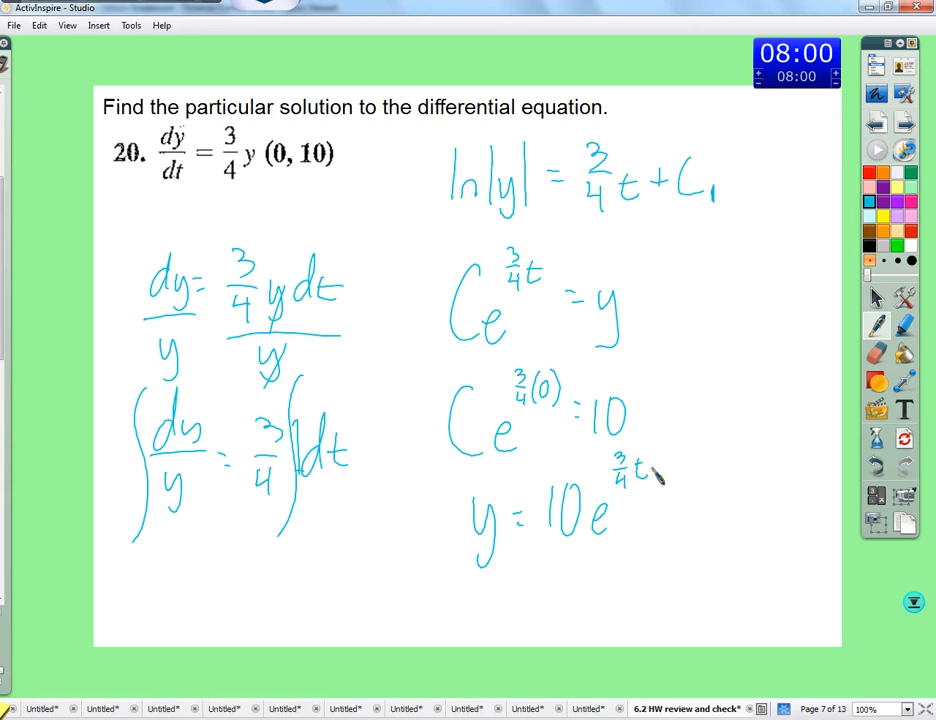 ActivInspire - Studio
File Edit View Insert Tools Help
08:00
08:00
Find the particular solution to the differential equation.
20. dy/dt = 3/4 y (0, 10)
ln|y| = 3/4 t + C₁
dy/y = 3/4 y dt / y
Ce^(3/4 t) = y
Ce^(3/4 (0)) = 10
∫ dy/y = 3/4 ∫ 1 dt
y = 10e^(3/4 t)
Untitled* Untitled* Untitled* Untitled* Untitled* Untitled* Untitled* Untitled* Untitled* Untitled* 6.2 HW review and check* Page 7 of 13 100%